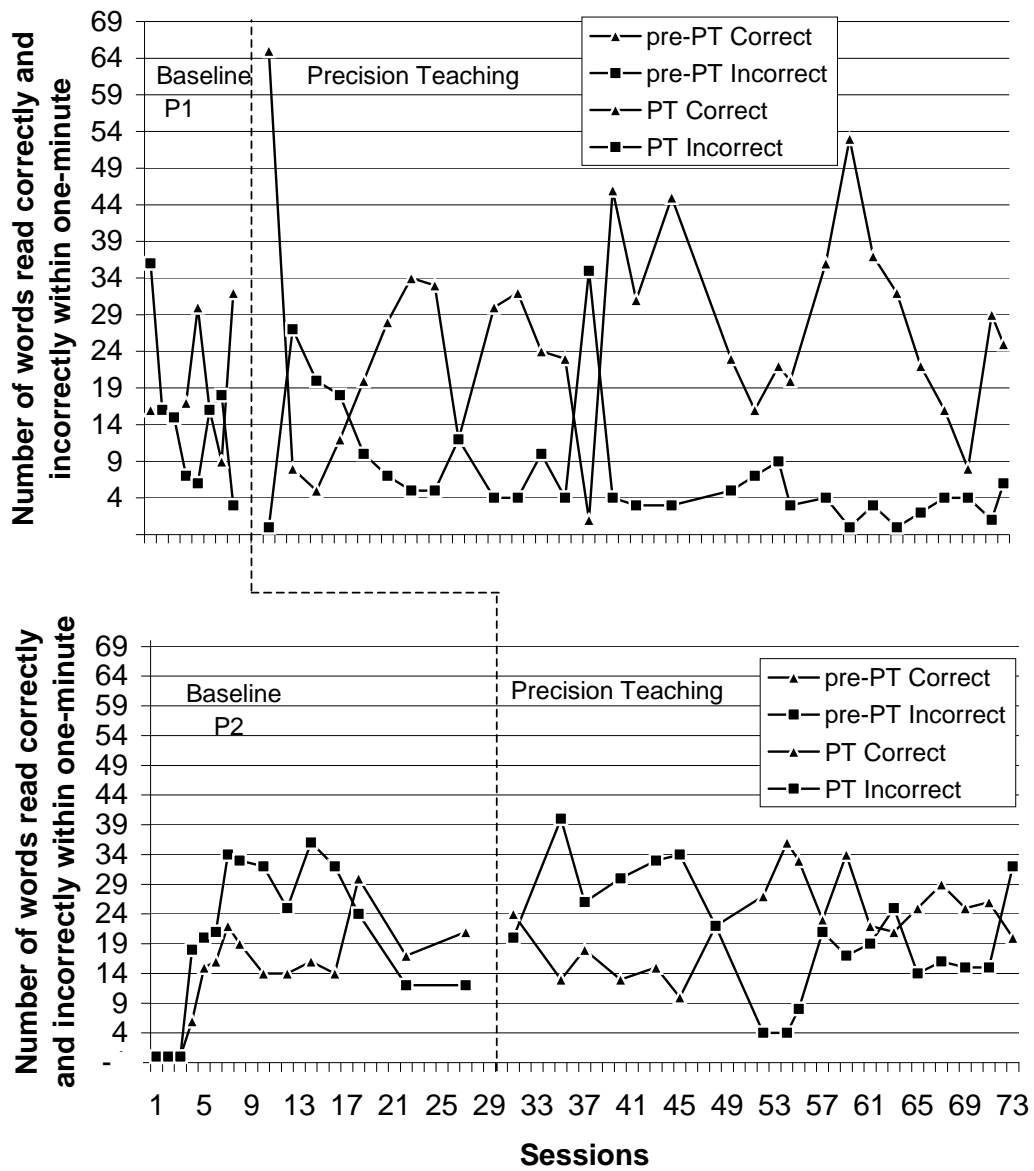 Number of words read correctly and
incorrectly within one-minute
69
64
59
54
49
44
39
34
29
24
19
14
9
4
Baseline
P1
Precision Teaching
pre-PT Correct
pre-PT Incorrect
PT Correct
PT Incorrect
Number of words read correctly
and incorrectly within one-minute
69
64
59
54
49
44
39
34
29
24
19
14
9
4
-
Baseline
P2
Precision Teaching
pre-PT Correct
pre-PT Incorrect
PT Correct
PT Incorrect
1 5 9 13 17 21 25 29 33 37 41 45 49 53 57 61 65 69 73
Sessions